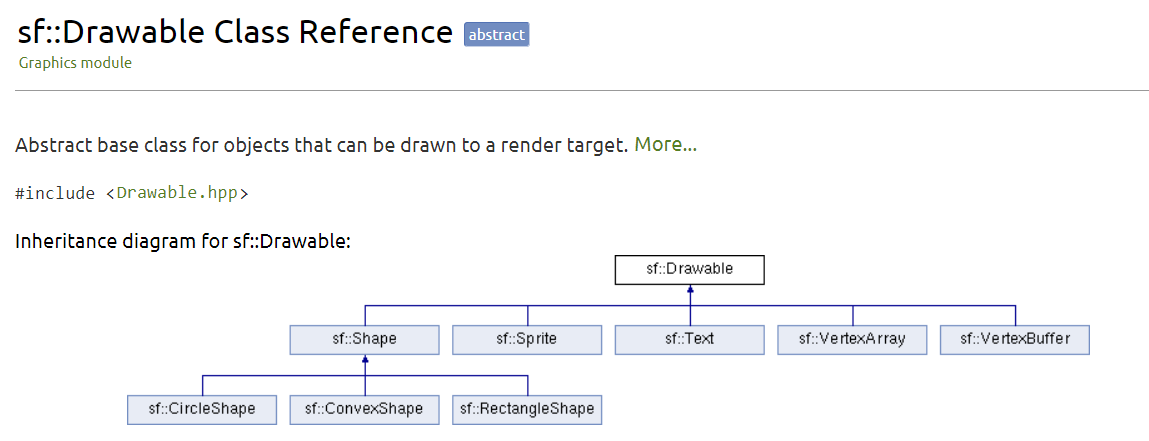 sf::Drawable Class Reference abstract
Graphics module
Abstract base class for objects that can be drawn to a render target. More...
#include <Drawable.hpp>
Inheritance diagram for sf::Drawable:
sf::Drawable
sf::Shape sf::Sprite sf::Text sf::VertexArray sf::VertexBuffer
sf::CircleShape sf::ConvexShape sf::RectangleShape